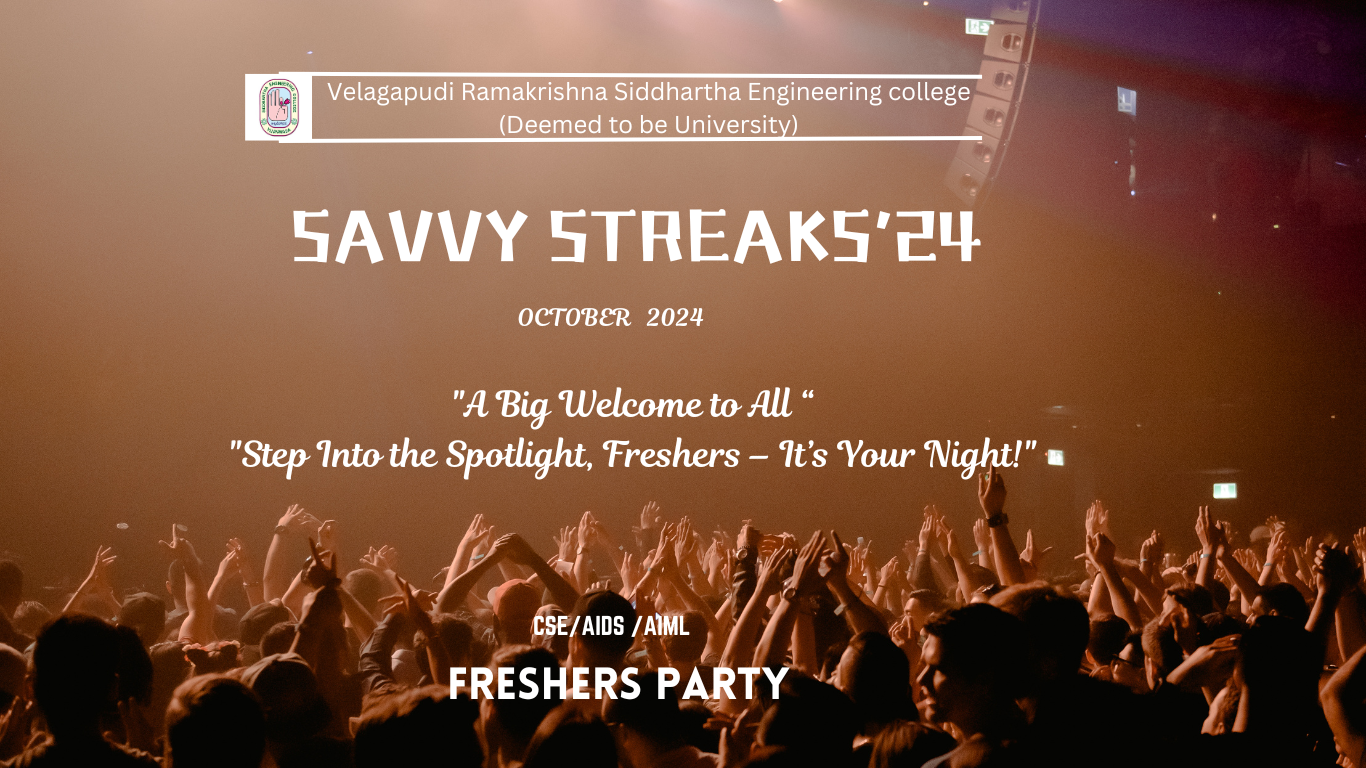 Velagapudi Ramakrishna Siddhartha Engineering college
(Deemed to be University)
SAVVY STREAKS'24
OCTOBER 2024
"A Big Welcome to All “
"Step Into the Spotlight, Freshers – It’s Your Night!"
CSE/AIDS /AIML
FRESHERS PARTY